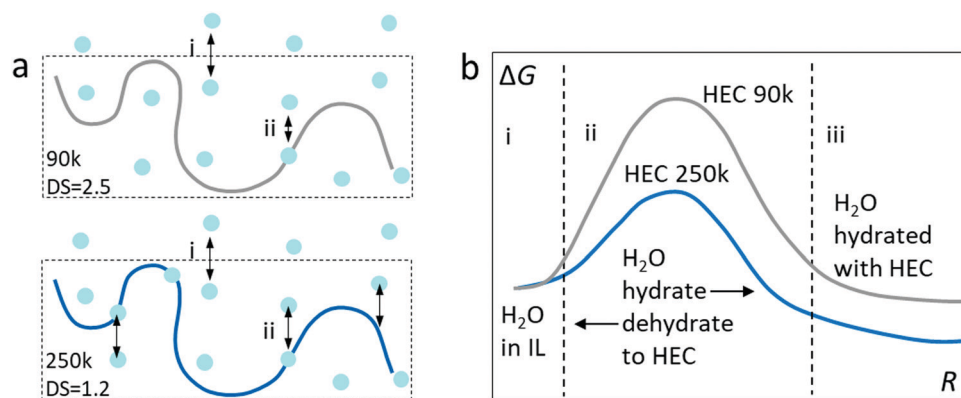 a
i
ii
90k
DS=2.5
i
ii
250k
DS=1.2
b
ΔG
HEC 90k
i
ii
iii
HEC 250k
H₂O
hydrated
with HEC
H₂O
hydrate
dehydrate
to HEC
H₂O
in IL
R